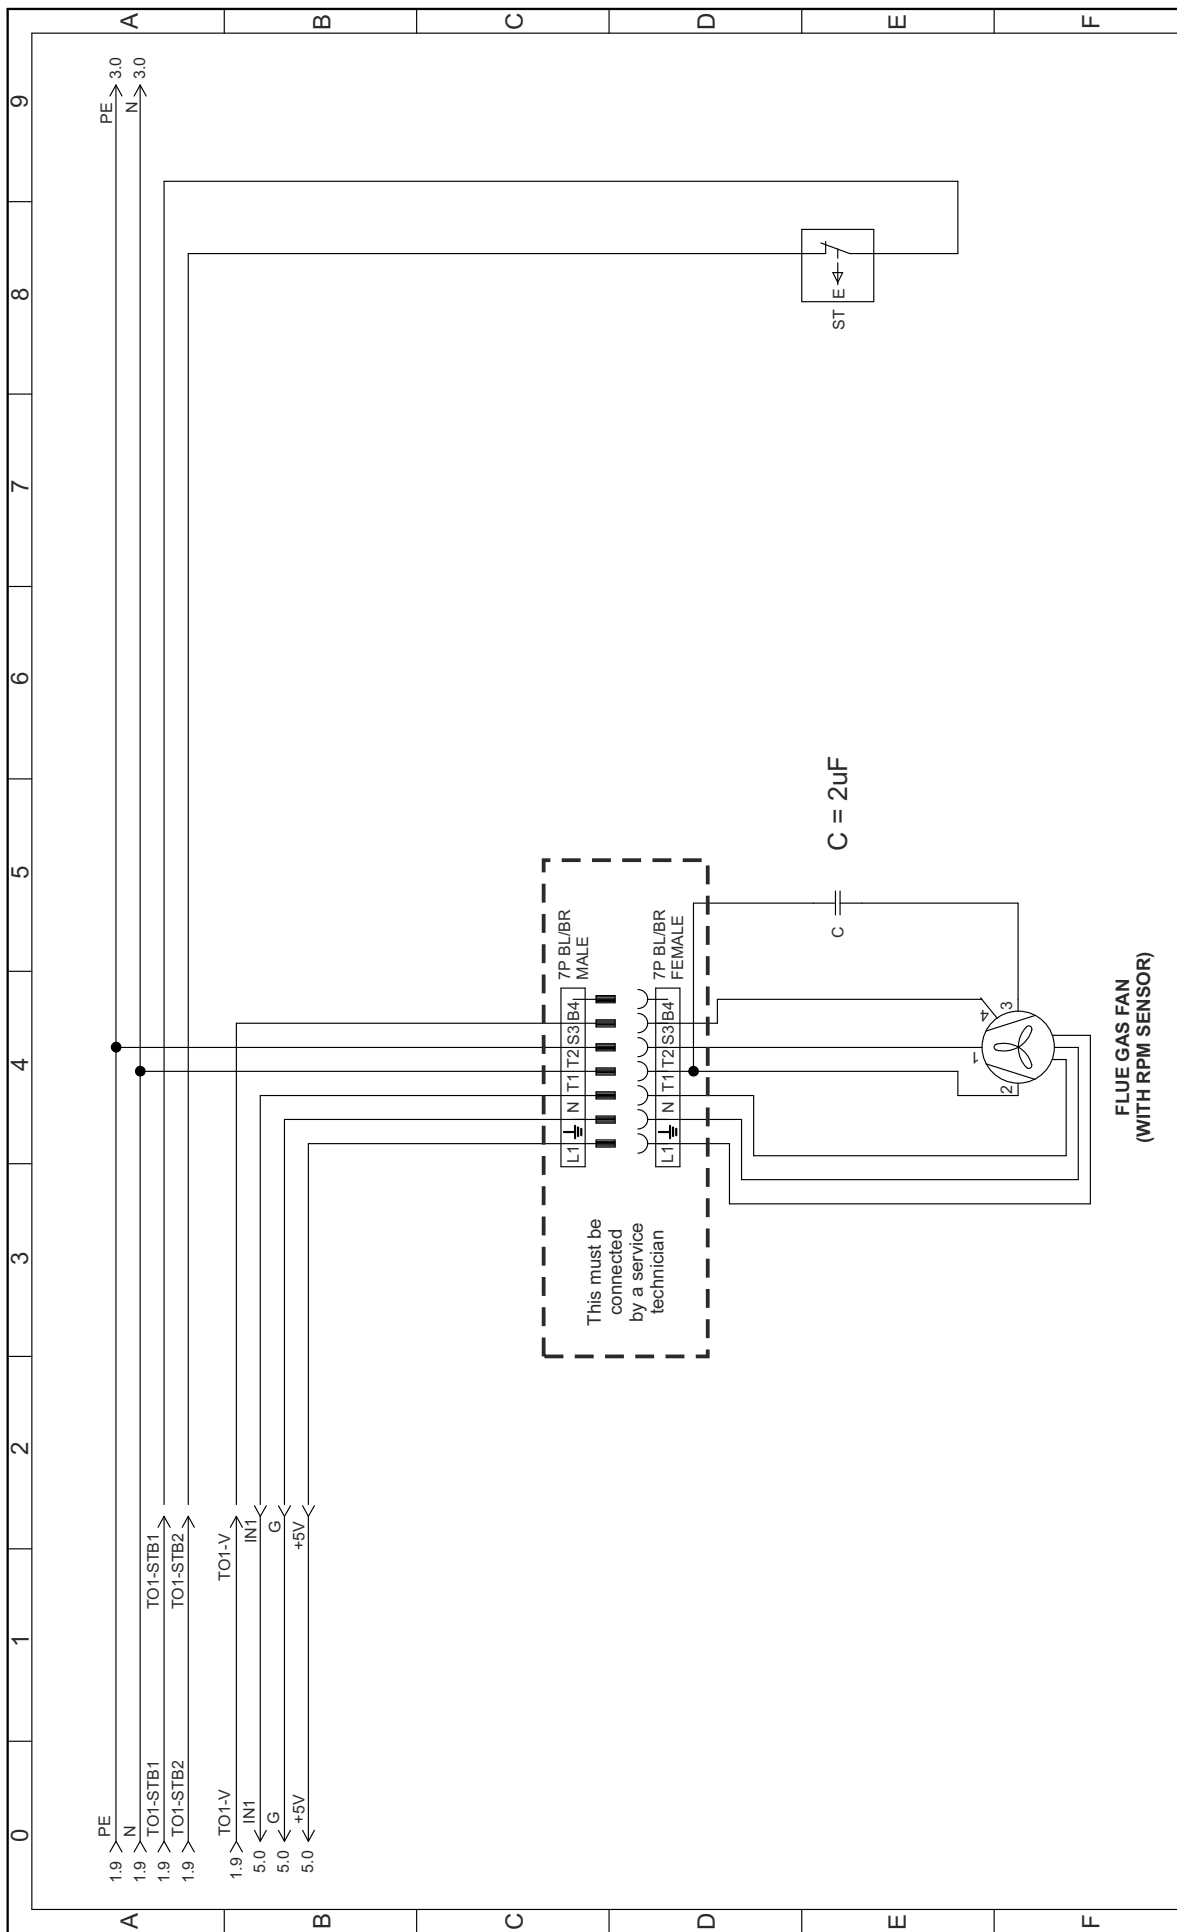 0 1 2 3 4 5 6 7 8 9
A A
B B
C C
D D
E E
F F
1.9 PE PE 3.0
1.9 N N 3.0
1.9 TO1-STB1 TO1-STB1
1.9 TO1-STB2 TO1-STB2
1.9 TO1-V TO1-V
5.0 IN1 IN1
5.0 G G
5.0 +5V +5V
L1 N T1 T2 S3 B4
7P BL/BR
MALE
This must be
connected
by a service
technician
L1 N T1 T2 S3 B4
7P BL/BR
FEMALE
C
C = 2uF
ST E
1
2
3
4
FLUE GAS FAN
(WITH RPM SENSOR)